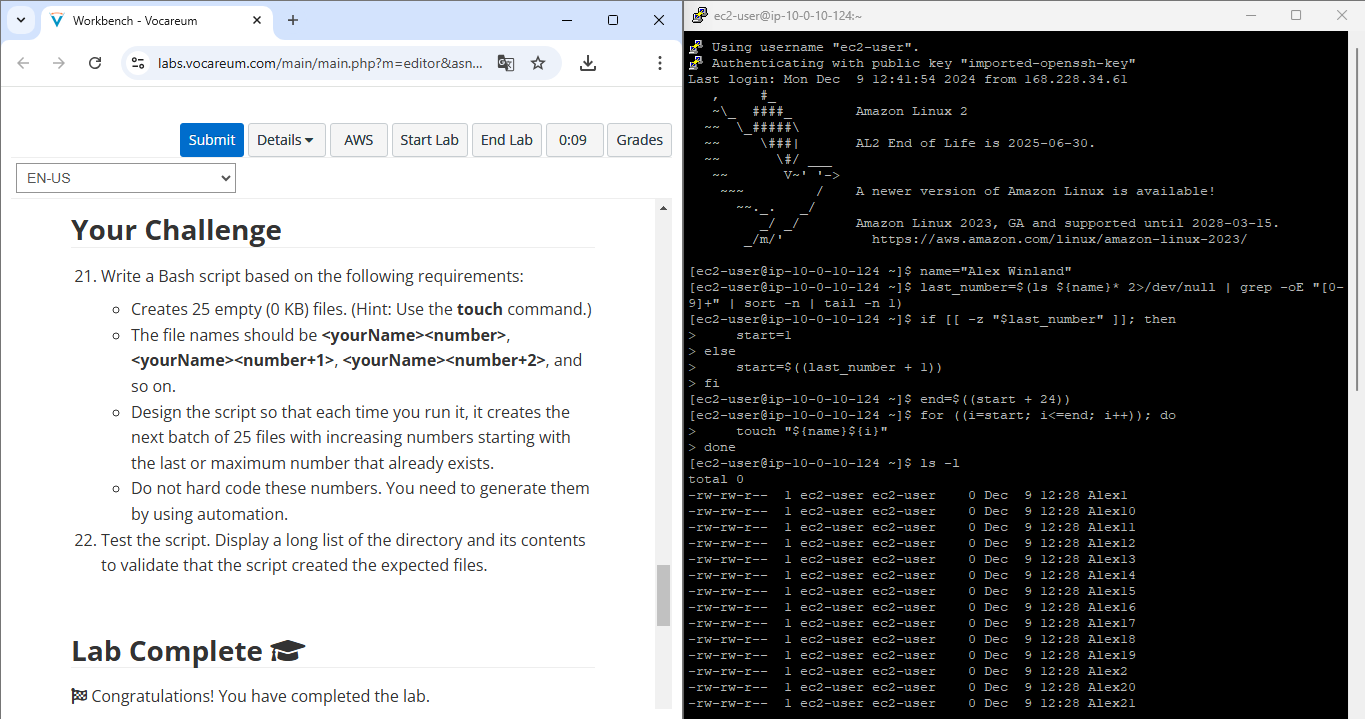 Workbench - Vocareum
labs.vocareum.com/main/main.php?m=editor&asn...
Submit
Details
AWS
Start Lab
End Lab
0:09
Grades
EN-US
Your Challenge
21. Write a Bash script based on the following requirements:
Creates 25 empty (0 KB) files. (Hint: Use the touch command.)
The file names should be <yourName><number>,
<yourName><number+1>, <yourName><number+2>, and
so on.
Design the script so that each time you run it, it creates the
next batch of 25 files with increasing numbers starting with
the last or maximum number that already exists.
Do not hard code these numbers. You need to generate them
by using automation.
22. Test the script. Display a long list of the directory and its contents
to validate that the script created the expected files.
Lab Complete
Congratulations! You have completed the lab.
ec2-user@ip-10-0-10-124:~
Using username "ec2-user".
Authenticating with public key "imported-openssh-key"
Last login: Mon Dec  9 12:41:54 2024 from 168.228.34.61
   ,     #_
   ~\_  ####_        Amazon Linux 2
  ~~  \_#####\
  ~~     \###|       AL2 End of Life is 2025-06-30.
  ~~       \#/ ___
   ~~       V~' '->
    ~~~         /    A newer version of Amazon Linux is available!
      ~~._.   _/
         _/ _/       Amazon Linux 2023, GA and supported until 2028-03-15.
       _/m/'           https://aws.amazon.com/linux/amazon-linux-2023/
[ec2-user@ip-10-0-10-124 ~]$ name="Alex Winland"
[ec2-user@ip-10-0-10-124 ~]$ last_number=$(ls ${name}* 2>/dev/null | grep -oE "[0-
9]+" | sort -n | tail -n 1)
[ec2-user@ip-10-0-10-124 ~]$ if [[ -z "$last_number" ]]; then
>     start=1
> else
>     start=$((last_number + 1))
> fi
[ec2-user@ip-10-0-10-124 ~]$ end=$((start + 24))
[ec2-user@ip-10-0-10-124 ~]$ for ((i=start; i<=end; i++)); do
>     touch "${name}${i}"
> done
[ec2-user@ip-10-0-10-124 ~]$ ls -l
total 0
-rw-rw-r--  1 ec2-user ec2-user    0 Dec  9 12:28 Alex1
-rw-rw-r--  1 ec2-user ec2-user    0 Dec  9 12:28 Alex10
-rw-rw-r--  1 ec2-user ec2-user    0 Dec  9 12:28 Alex11
-rw-rw-r--  1 ec2-user ec2-user    0 Dec  9 12:28 Alex12
-rw-rw-r--  1 ec2-user ec2-user    0 Dec  9 12:28 Alex13
-rw-rw-r--  1 ec2-user ec2-user    0 Dec  9 12:28 Alex14
-rw-rw-r--  1 ec2-user ec2-user    0 Dec  9 12:28 Alex15
-rw-rw-r--  1 ec2-user ec2-user    0 Dec  9 12:28 Alex16
-rw-rw-r--  1 ec2-user ec2-user    0 Dec  9 12:28 Alex17
-rw-rw-r--  1 ec2-user ec2-user    0 Dec  9 12:28 Alex18
-rw-rw-r--  1 ec2-user ec2-user    0 Dec  9 12:28 Alex19
-rw-rw-r--  1 ec2-user ec2-user    0 Dec  9 12:28 Alex2
-rw-rw-r--  1 ec2-user ec2-user    0 Dec  9 12:28 Alex20
-rw-rw-r--  1 ec2-user ec2-user    0 Dec  9 12:28 Alex21